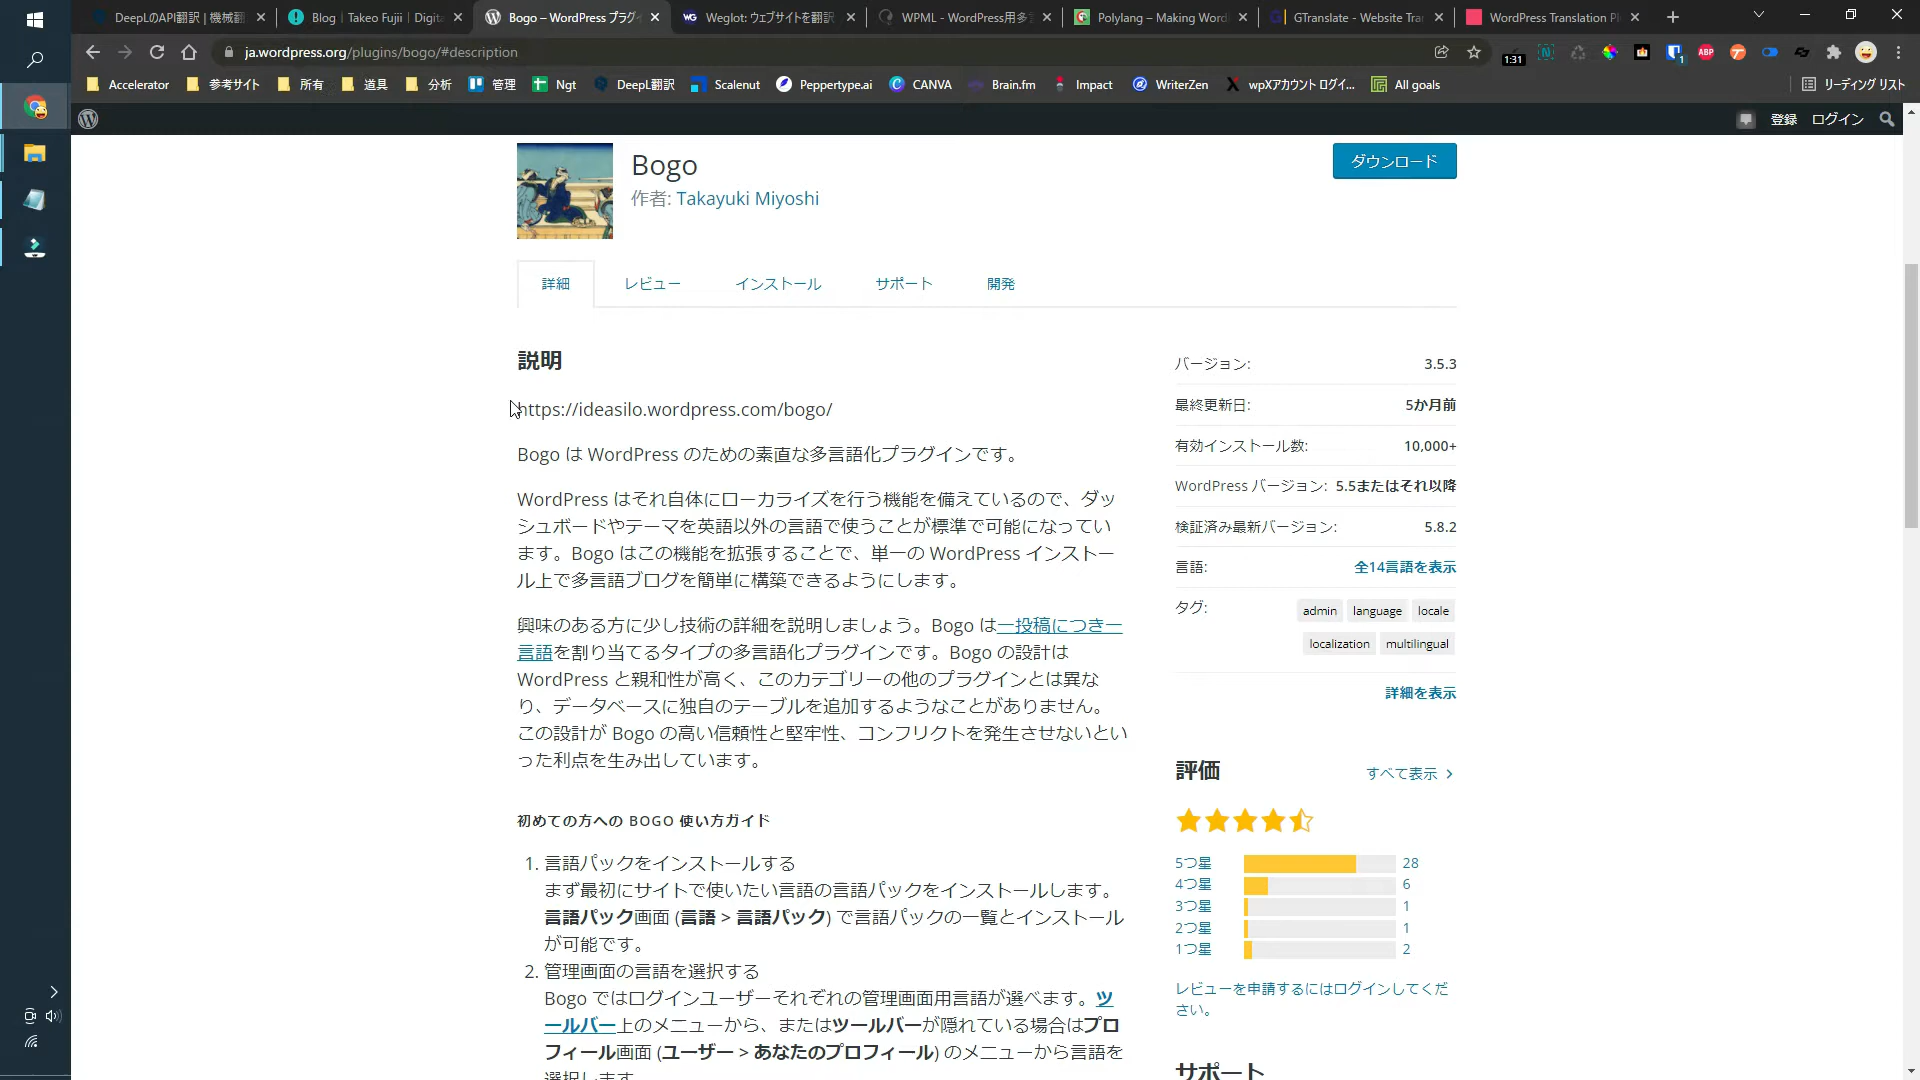 DeepLのAPI翻訳 | 機械翻
Blog | Takeo Fujii | Digita
Bogo – WordPress プラグ
Weglot: ウェブサイトを翻訳
WPML - WordPress用多言
Polylang – Making Word
GTranslate - Website Tra
WordPress Translation Pl
ja.wordpress.org/plugins/bogo/#description
1:31
1
ABP
Accelerator
参考サイト
所有
道具
分析
管理
Ngt
DeepL翻訳
Scalenut
Peppertype.ai
CANVA
Brain.fm
Impact
WriterZen
wpXアカウント ログイ...
All goals
リーディング リスト
登録
ログイン
Bogo
作者: Takayuki Miyoshi
ダウンロード
詳細
レビュー
インストール
サポート
開発
説明
https://ideasilo.wordpress.com/bogo/
Bogo は WordPress のための素直な多言語化プラグインです。
WordPress はそれ自体にローカライズを行う機能を備えているので、ダッ
シュボードやテーマを英語以外の言語で使うことが標準で可能になってい
ます。Bogo はこの機能を拡張することで、単一の WordPress インストー
ル上で多言語ブログを簡単に構築できるようにします。
興味のある方に少し技術の詳細を説明しましょう。Bogo は一投稿につき一
言語を割り当てるタイプの多言語化プラグインです。Bogo の設計は
WordPress と親和性が高く、このカテゴリーの他のプラグインとは異な
り、データベースに独自のテーブルを追加するようなことがありません。
この設計が Bogo の高い信頼性と堅牢性、コンフリクトを発生させないとい
った利点を生み出しています。
初めての方への BOGO 使い方ガイド
1. 言語パックをインストールする
まず最初にサイトで使いたい言語の言語パックをインストールします。
言語パック画面 (言語 > 言語パック) で言語パックの一覧とインストール
が可能です。
2. 管理画面の言語を選択する
Bogo ではログインユーザーそれぞれの管理画面用言語が選べます。ツ
ールバー上のメニューから、またはツールバーが隠れている場合はプロ
フィール画面 (ユーザー > あなたのプロフィール) のメニューから言語を
選択します。
バージョン: 3.5.3
最終更新日: 5か月前
有効インストール数: 10,000+
WordPress バージョン: 5.5またはそれ以降
検証済み最新バージョン: 5.8.2
言語: 全14言語を表示
タグ: admin language locale
localization multilingual
詳細を表示
評価
すべて表示
5つ星 28
4つ星 6
3つ星 1
2つ星 1
1つ星 2
レビューを申請するにはログインしてくだ
さい。
サポート